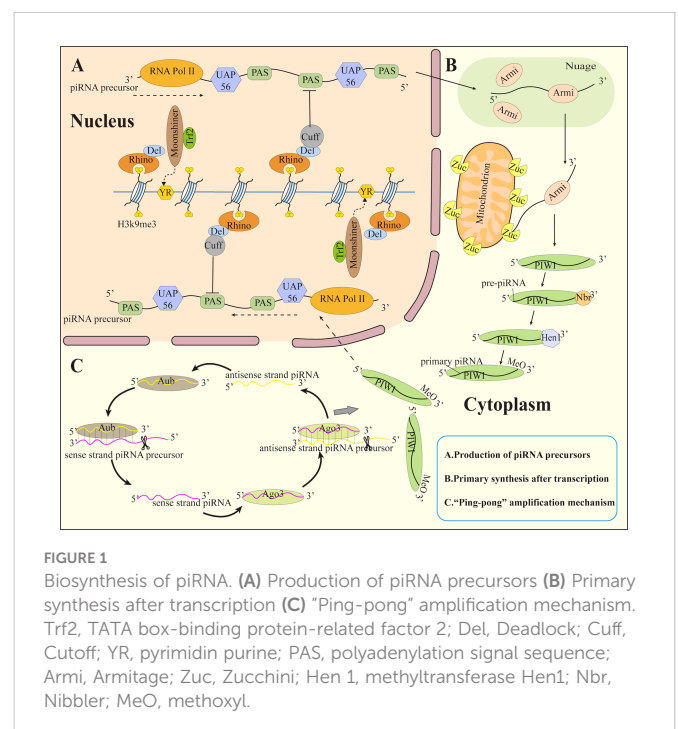 A
3'
RNA Pol II
UAP
56
PAS
PAS
UAP
56
PAS
5'
piRNA precursor
Nucleus
Moonshiner
Trf2
Cuff
Del
Rhino
Del
Rhino
YR
YR
H3k9me3
Rhino
Del
Cuff
Rhino
Del
Trf2
Moonshiner
5'
PAS
UAP
56
PAS
PAS
UAP
56
RNA Pol II
3'
piRNA precursor
B
Nuage
Armi
5'
Armi
3'
Armi
Zuc
Zuc
Zuc
Zuc
Zuc
Zuc
Mitochondrion
3'
Armi
5'
PIWI
3'
pre-piRNA
5'
PIWI
Nbr
3'
5'
PIWI
Hen1
3'
primary piRNA
MeO
5'
PIWI
3'
C
antisense strand piRNA
5'
3'
5'
Aub
3'
5'
Aub
3'
3'
5'
sense strand piRNA precursor
5'
3'
sense strand piRNA
5'
Ago3
3'
5'
Ago3
3'
3'
5'
antisense strand piRNA precursor
5'
PIWI
MeO
3'
5'
PIWI
MeO
3'
Cytoplasm
A.Production of piRNA precursors
B.Primary synthesis after transcription
C.“Ping-pong” amplification mechanism
FIGURE 1
Biosynthesis of piRNA. (A) Production of piRNA precursors (B) Primary
synthesis after transcription (C) “Ping-pong” amplification mechanism.
Trf2, TATA box-binding protein-related factor 2; Del, Deadlock; Cuff,
Cutoff; YR, pyrimidin purine; PAS, polyadenylation signal sequence;
Armi, Armitage; Zuc, Zucchini; Hen 1, methyltransferase Hen1; Nbr,
Nibbler; MeO, methoxyl.